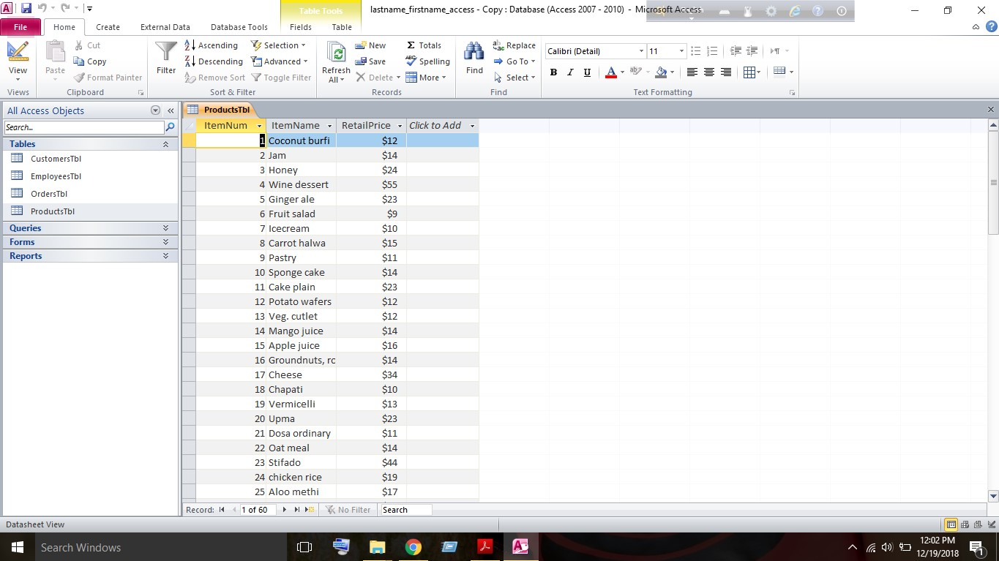 Table Tools
lastname_firstname_access - Copy : Database (Access 2007 - 2010) - Microsoft Access
File Home Create External Data Database Tools Fields Table
View
Views
Paste
Cut
Copy
Format Painter
Clipboard
Filter
Ascending
Descending
Remove Sort
Selection
Advanced
Toggle Filter
Sort & Filter
Refresh
All
New
Save
Delete
Totals
Spelling
More
Records
Find
Replace
Go To
Select
Find
Calibri (Detail) 11
B I U A
Text Formatting
All Access Objects
Search...
Tables
CustomersTbl
EmployeesTbl
OrdersTbl
ProductsTbl
Queries
Forms
Reports
ProductsTbl
ItemNum ItemName RetailPrice Click to Add
1 Coconut burfi $12
2 Jam $14
3 Honey $24
4 Wine dessert $55
5 Ginger ale $23
6 Fruit salad $9
7 Icecream $10
8 Carrot halwa $15
9 Pastry $11
10 Sponge cake $14
11 Cake plain $23
12 Potato wafers $12
13 Veg. cutlet $12
14 Mango juice $14
15 Apple juice $16
16 Groundnuts, ro $14
17 Cheese $34
18 Chapati $10
19 Vermicelli $13
20 Upma $23
21 Dosa ordinary $11
22 Oat meal $14
23 Stifado $44
24 chicken rice $19
25 Aloo methi $17
Record: 1 of 60 No Filter Search
Datasheet View
Search Windows
12:02 PM
12/19/2018
1